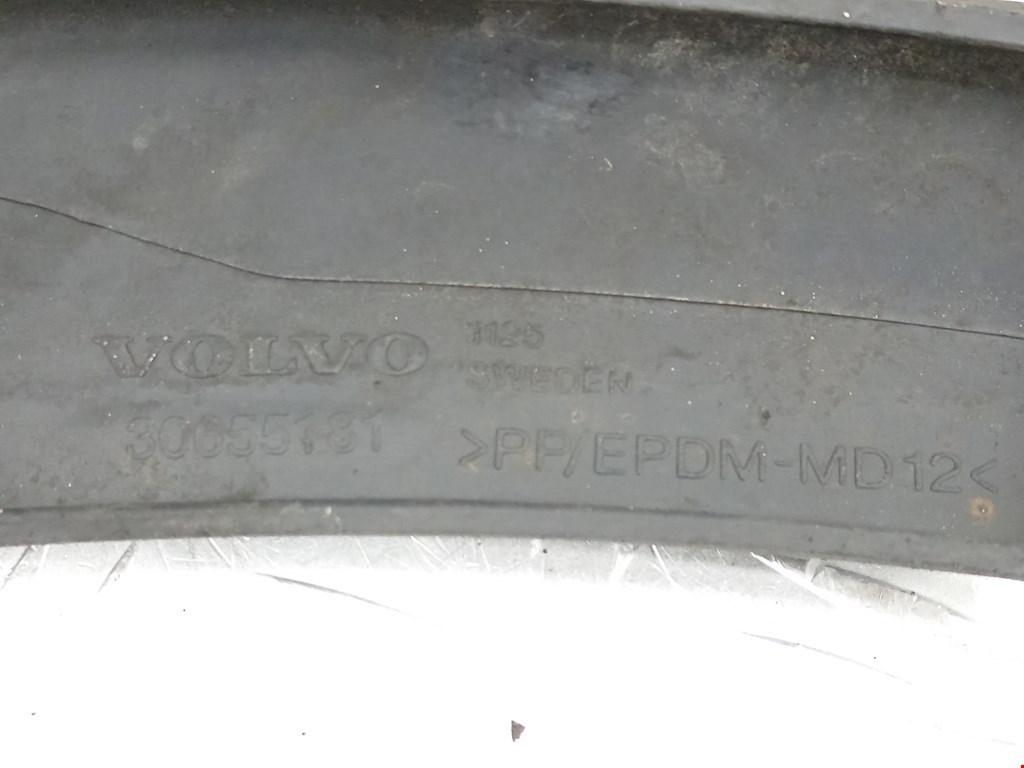 VOLVO
30655181
1125
SWEDEN
>PP/EPDM-MD12<